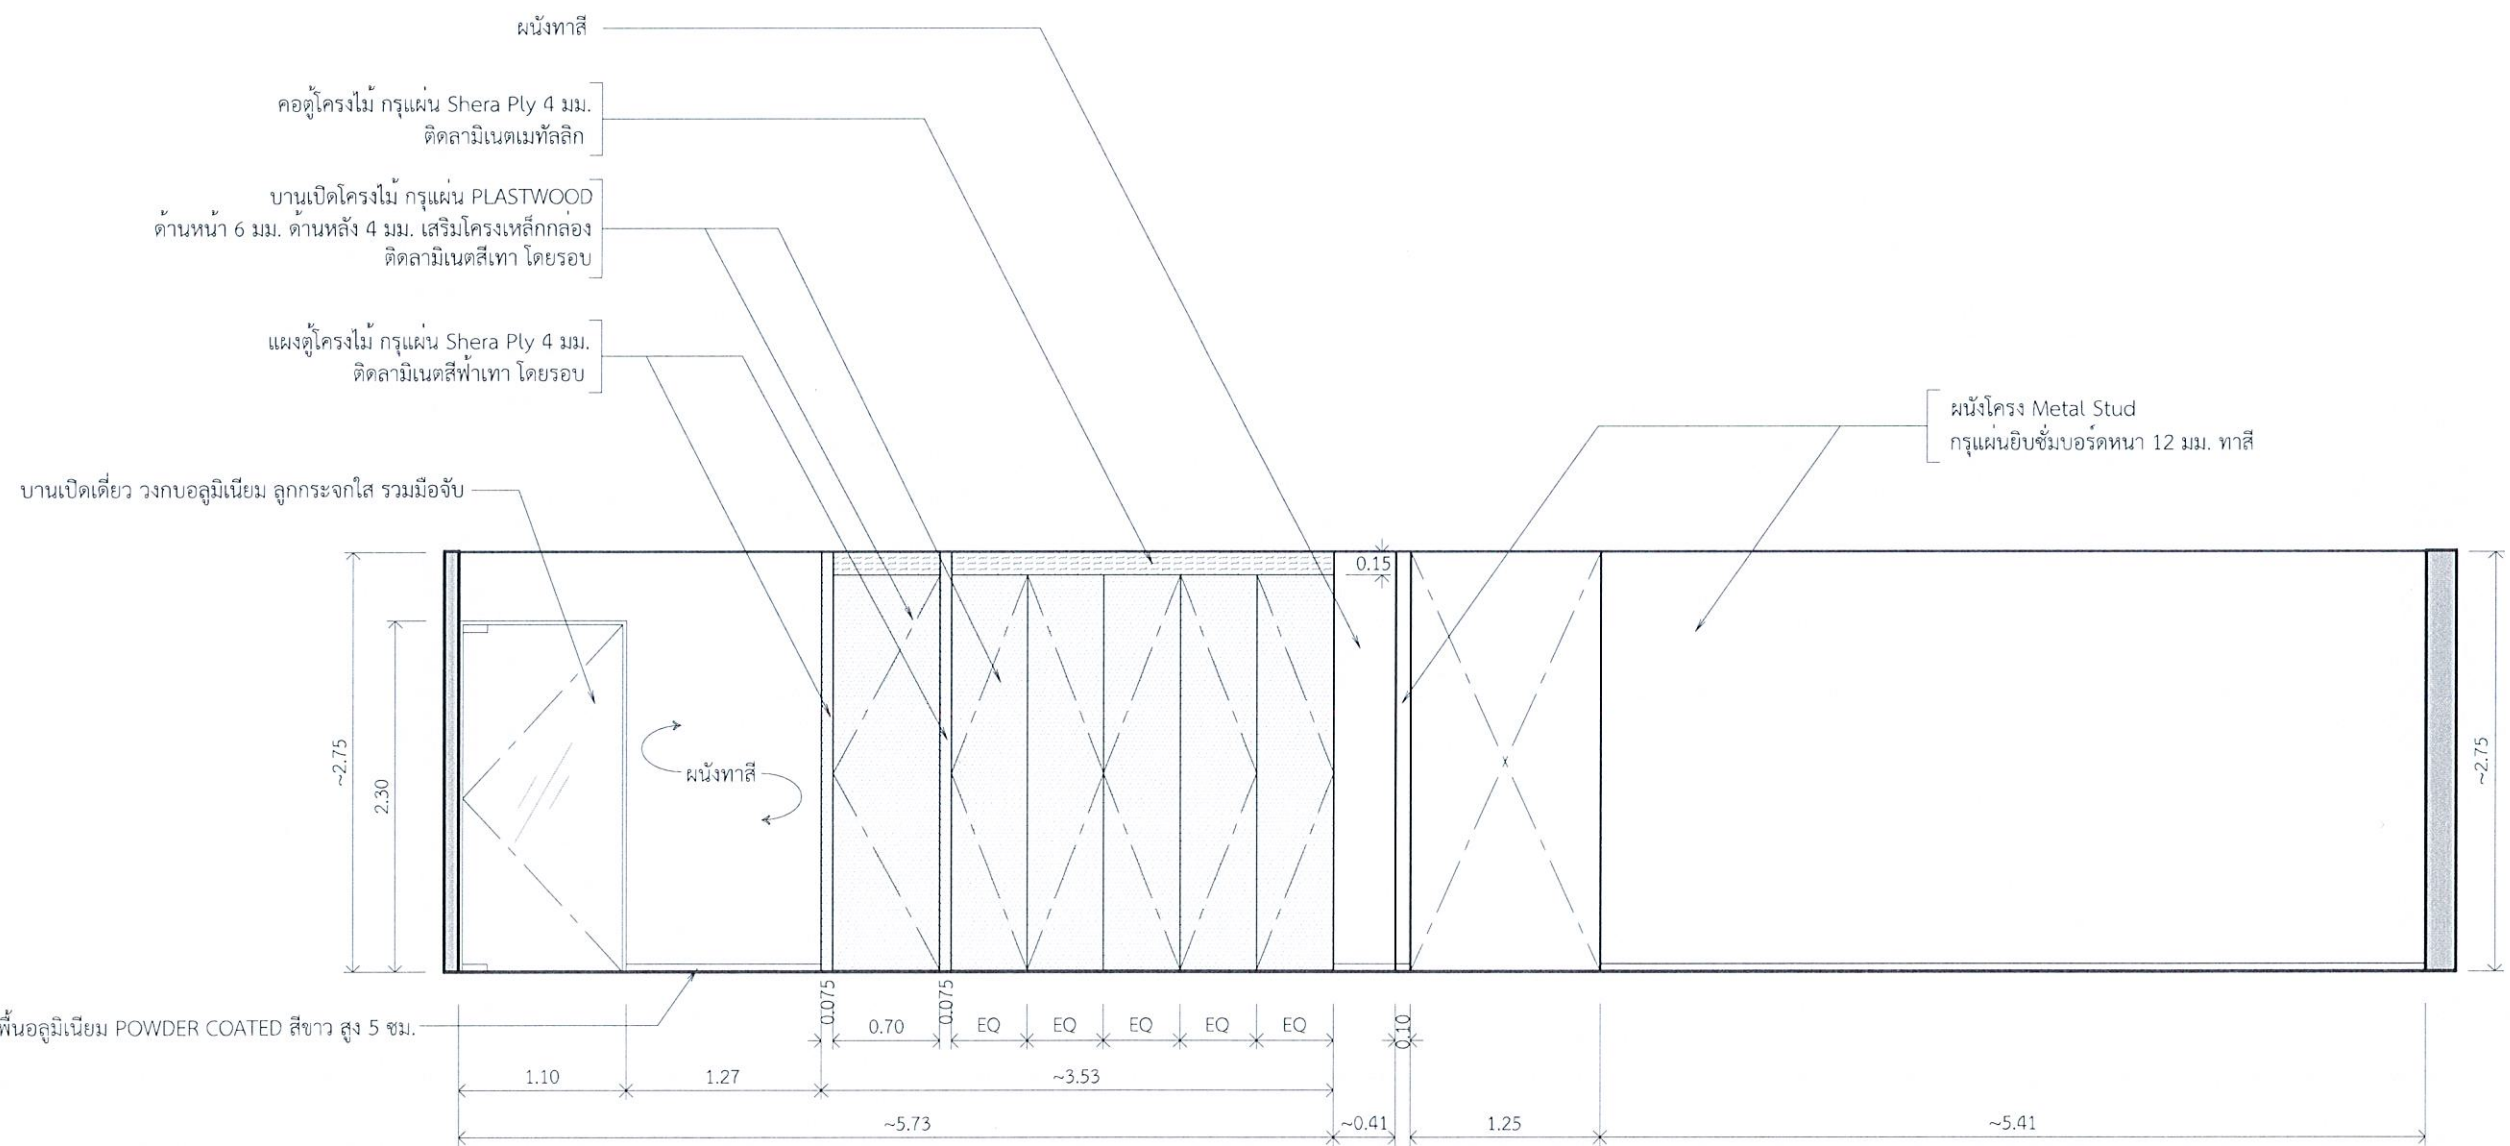 ผนังทาสี
คอตู้โครงไม้ กรุแผ่น Shera Ply 4 มม.
ติดลามิเนตเมทัลลิก
บานเปิดโครงไม้ กรุแผ่น PLASTWOOD
ด้านหน้า 6 มม. ด้านหลัง 4 มม. เสริมโครงเหล็กกล่อง
ติดลามิเนตสีเทา โดยรอบ
แผงตู้โครงไม้ กรุแผ่น Shera Ply 4 มม.
ติดลามิเนตสีฟ้าเทา โดยรอบ
ผนังโครง Metal Stud
กรุแผ่นยิบซั่มบอร์ดหนา 12 มม. ทาสี
บานเปิดเดี่ยว วงกบอลูมิเนียม ลูกกระจกใส รวมมือจับ
0.15
~2.75
2.30
ผนังทาสี
~2.75
พื้นอลูมิเนียม POWDER COATED สีขาว สูง 5 ซม.
0.075
0.70
0.075
EQ
EQ
EQ
EQ
EQ
0.10
1.10
1.27
~3.53
~5.73
~0.41
1.25
~5.41